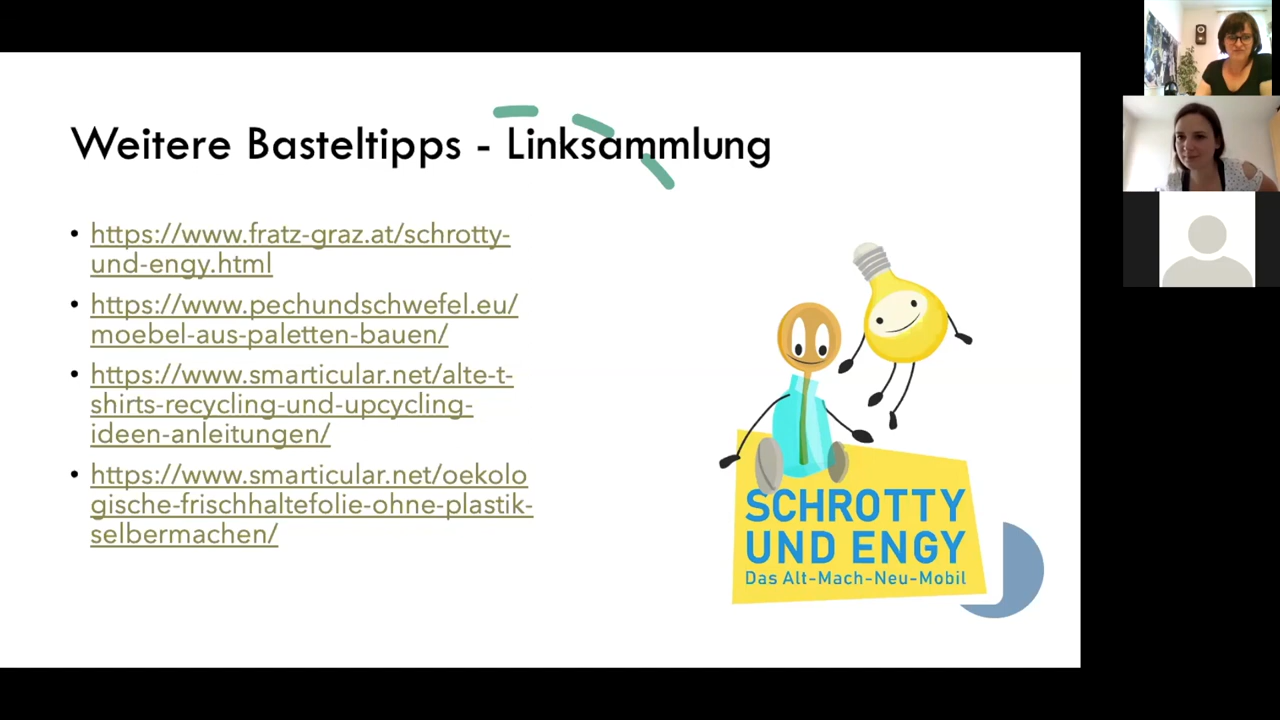 Weitere Basteltipps - Linksammlung
• https://www.fratz-graz.at/schrotty-
und-engy.html
• https://www.pechundschwefel.eu/
moebel-aus-paletten-bauen/
• https://www.smarticular.net/alte-t-
shirts-recycling-und-upcycling-
ideen-anleitungen/
• https://www.smarticular.net/oekolo
gische-frischhaltefolie-ohne-plastik-
selbermachen/
SCHROTTY
UND ENGY
Das Alt-Mach-Neu-Mobil